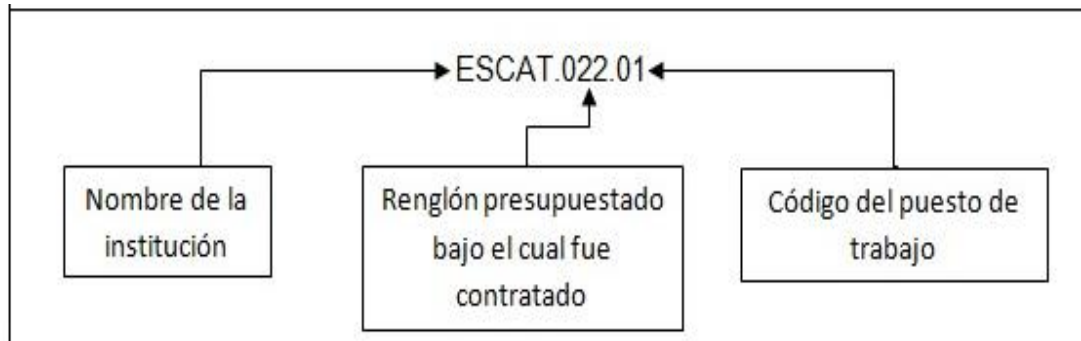 ESCAT.022.01
Nombre de la
institución
Renglón presupuestado
bajo el cual fue
contratado
Código del puesto de
trabajo